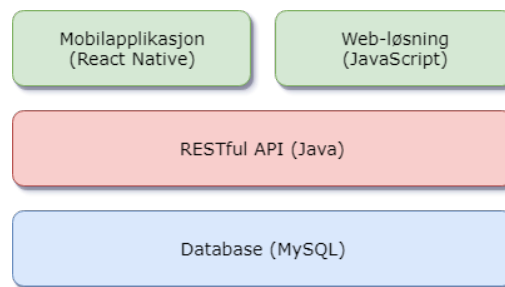 Mobilapplikasjon
(React Native)
Web-løsning
(JavaScript)
RESTful API (Java)
Database (MySQL)